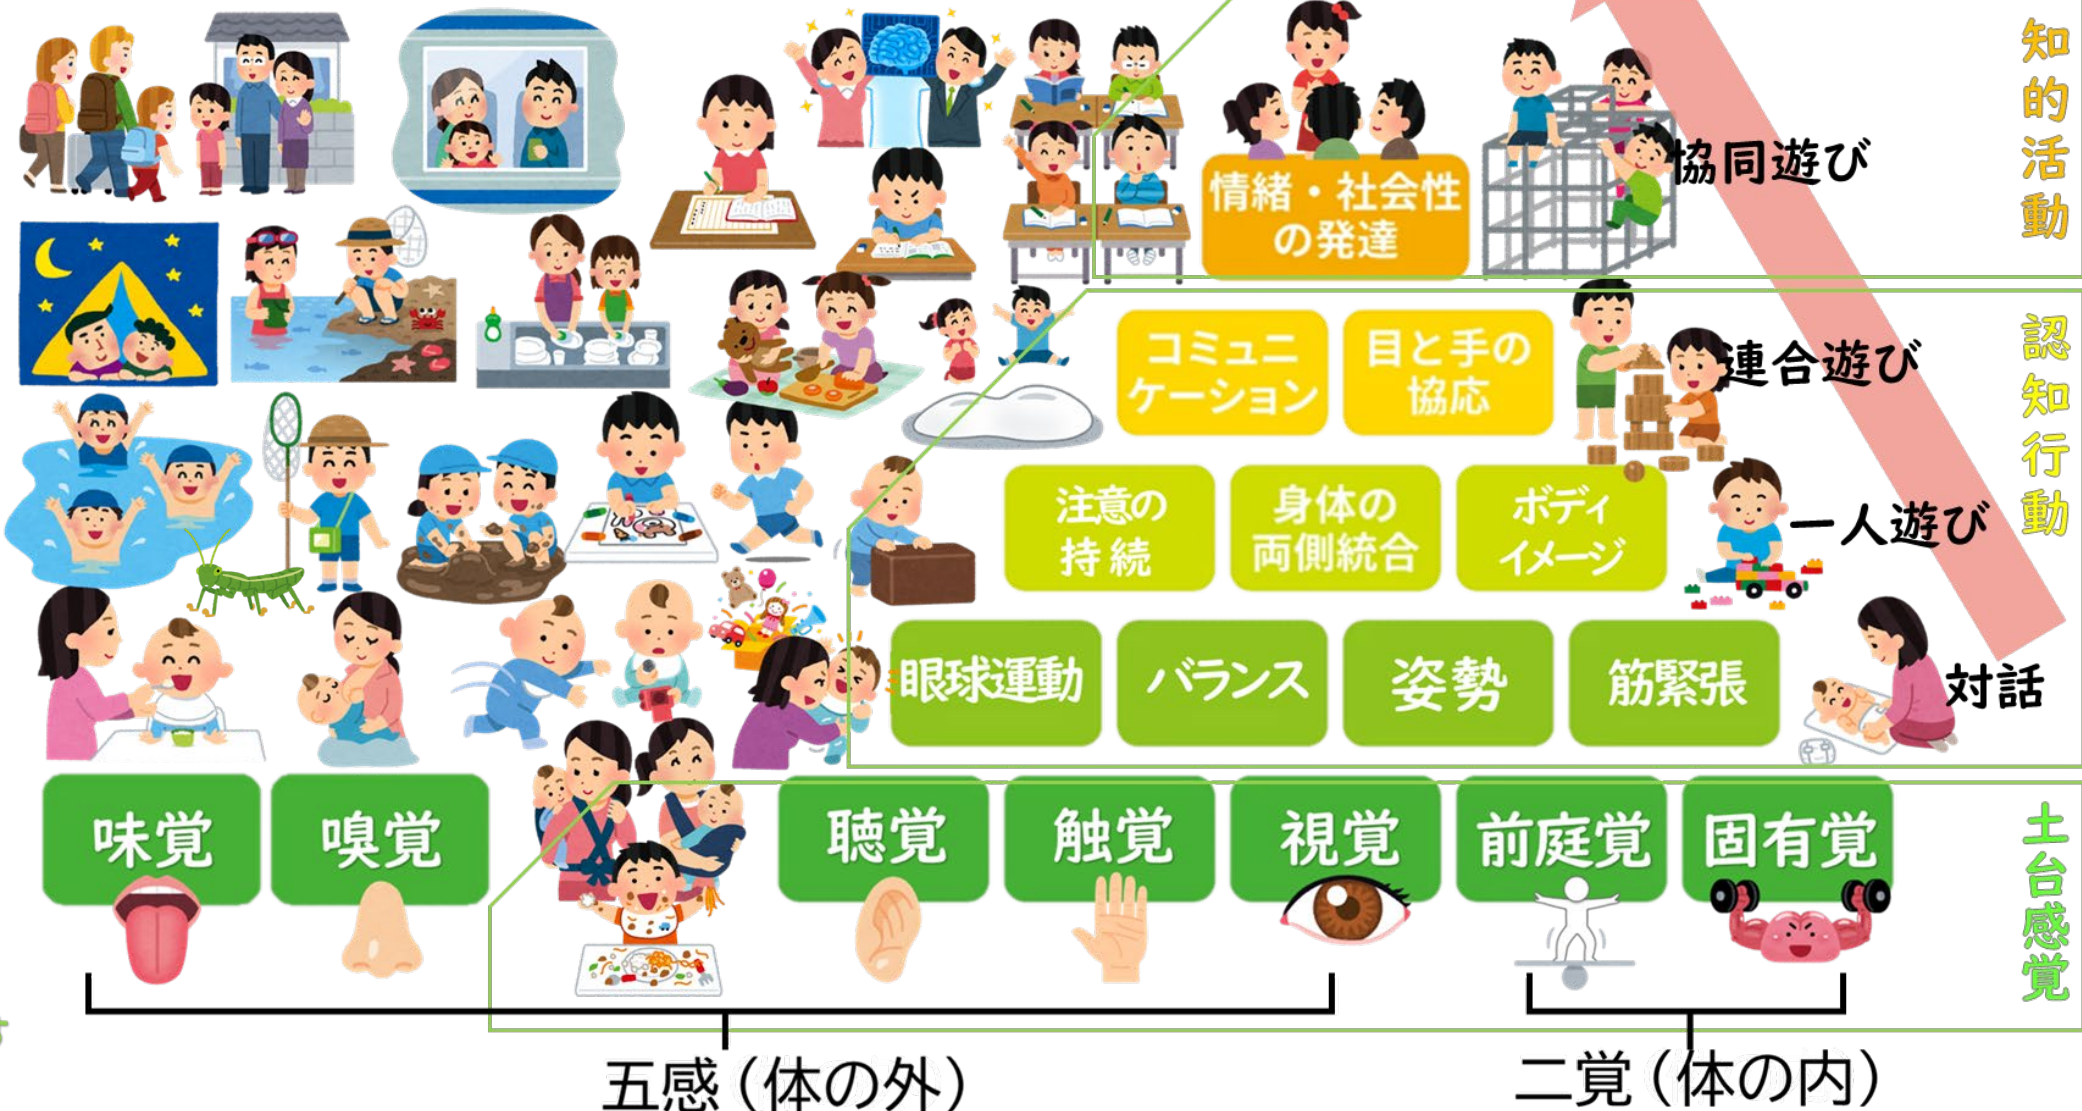 知的活動
情緒・社会性
の発達
協同遊び
認知行動
コミュニ
ケーション
目と手の
協応
連合遊び
注意の
持続
身体の
両側統合
ボディ
イメージ
一人遊び
眼球運動
バランス
姿勢
筋緊張
対話
土台感覚
味覚
嗅覚
聴覚
触覚
視覚
前庭覚
固有覚
五感(体の外)
二覚(体の内)